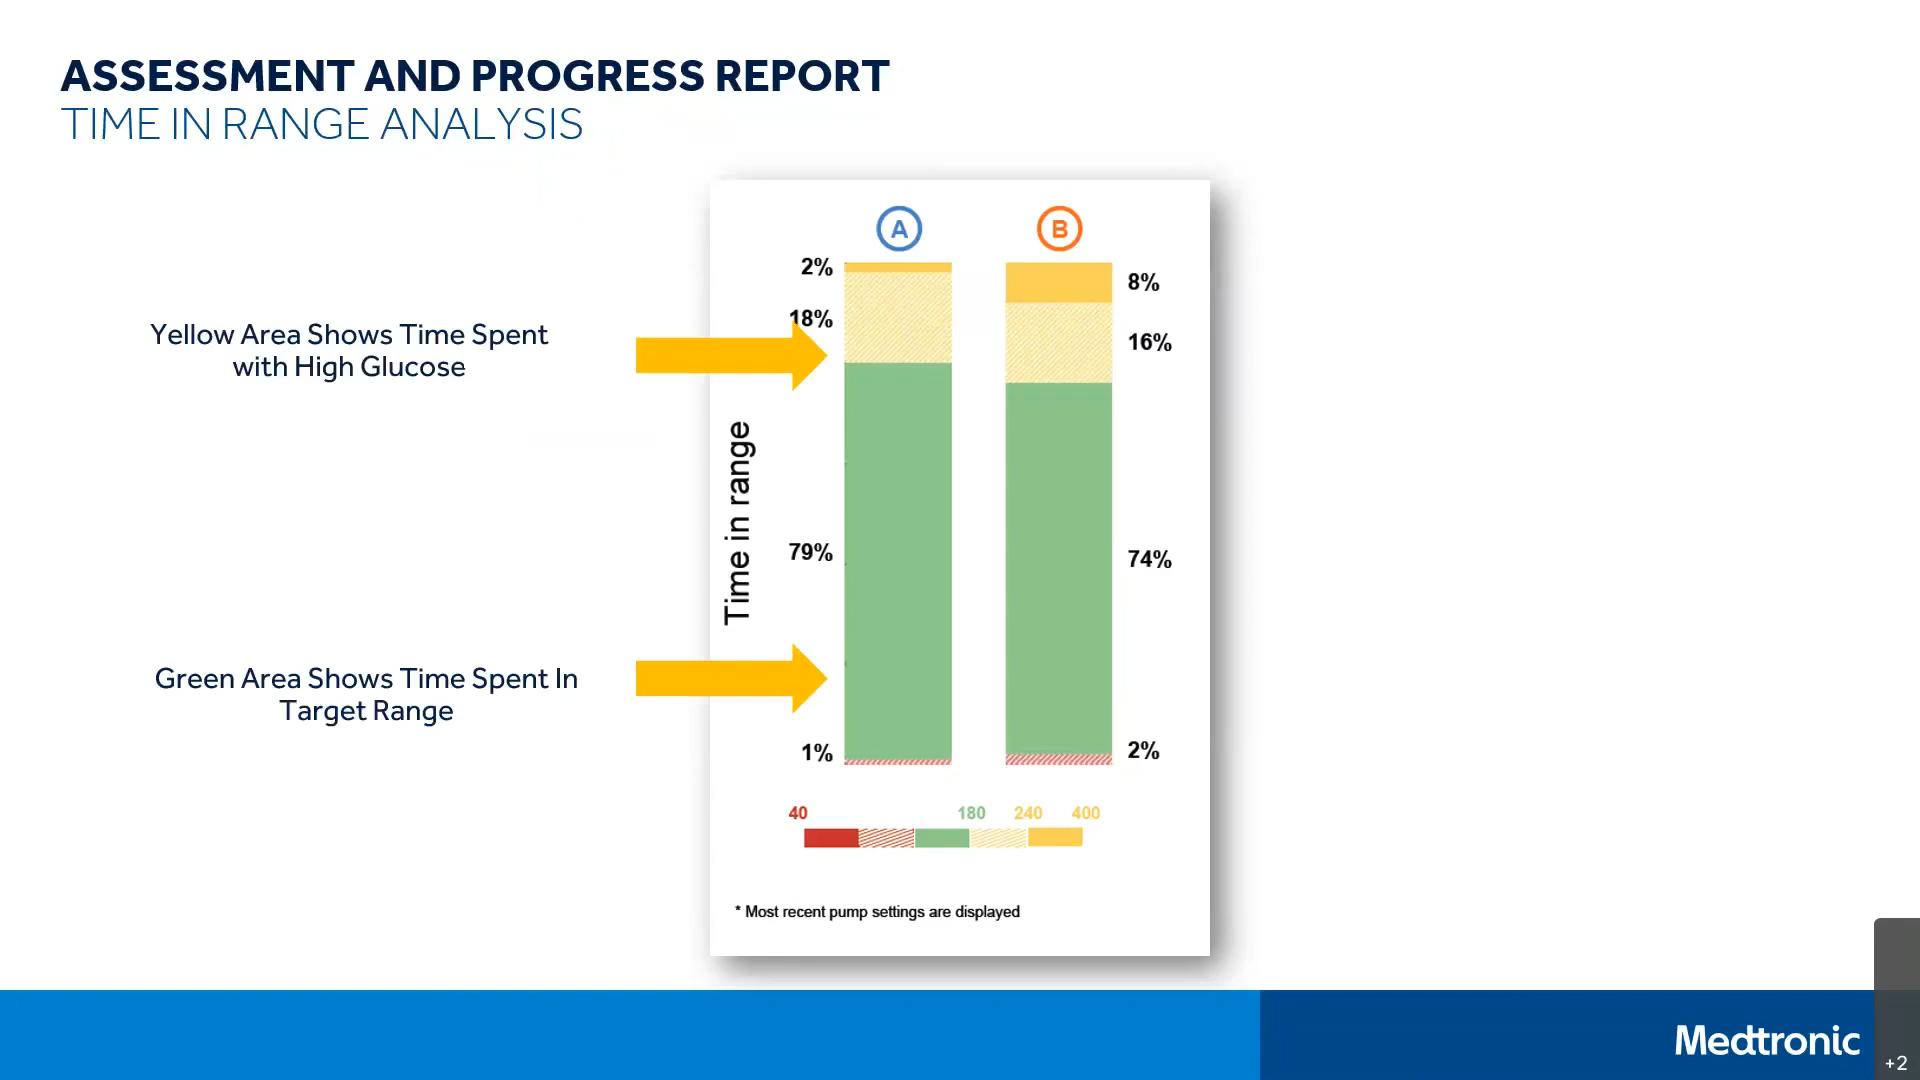 ASSESSMENT AND PROGRESS REPORT
TIME IN RANGE ANALYSIS
A
B
2%
8%
18%
16%
Yellow Area Shows Time Spent
with High Glucose
Time in range
79%
74%
Green Area Shows Time Spent In
Target Range
1%
2%
40 180 240 400
* Most recent pump settings are displayed
Medtronic
+2